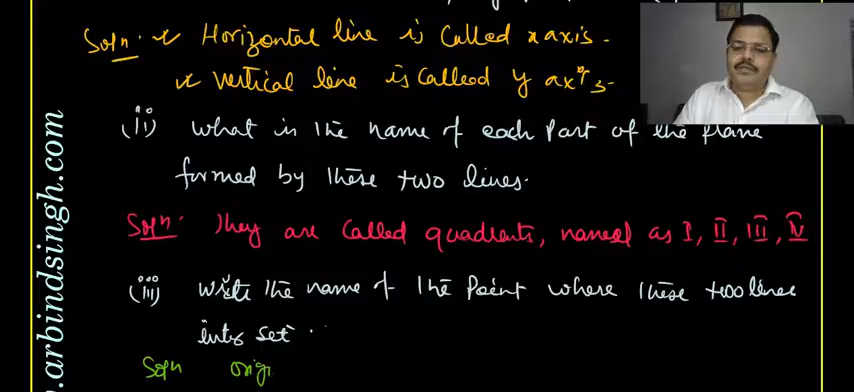 Soln. x Horizontal line is called x axis.
x vertical line is called y axis.
(ii) what is the name of each part of the plane
formed by these two lines.
Soln. They are called quadrants, named as I, II, III, IV
(iii) write the name of the point where these two lines
inter set ..
Soln origi
o.arbindsingh.com